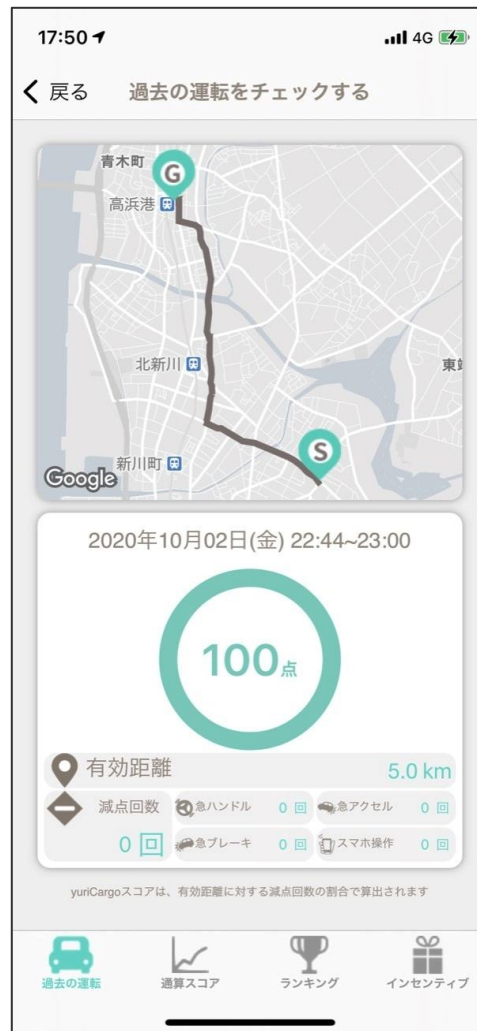 17:50
4G
戻る
過去の運転をチェックする
青木町
G
高浜港
北新川
東
S
新川町
Google
2020年10月02日(金) 22:44~23:00
100点
有効距離
5.0 km
減点回数
0 回
急ハンドル 0 回
急アクセル 0 回
急ブレーキ 0 回
スマホ操作 0 回
yuriCargoスコアは、有効距離に対する減点回数の割合で算出されます
過去の運転
通算スコア
ランキング
インセンティブ